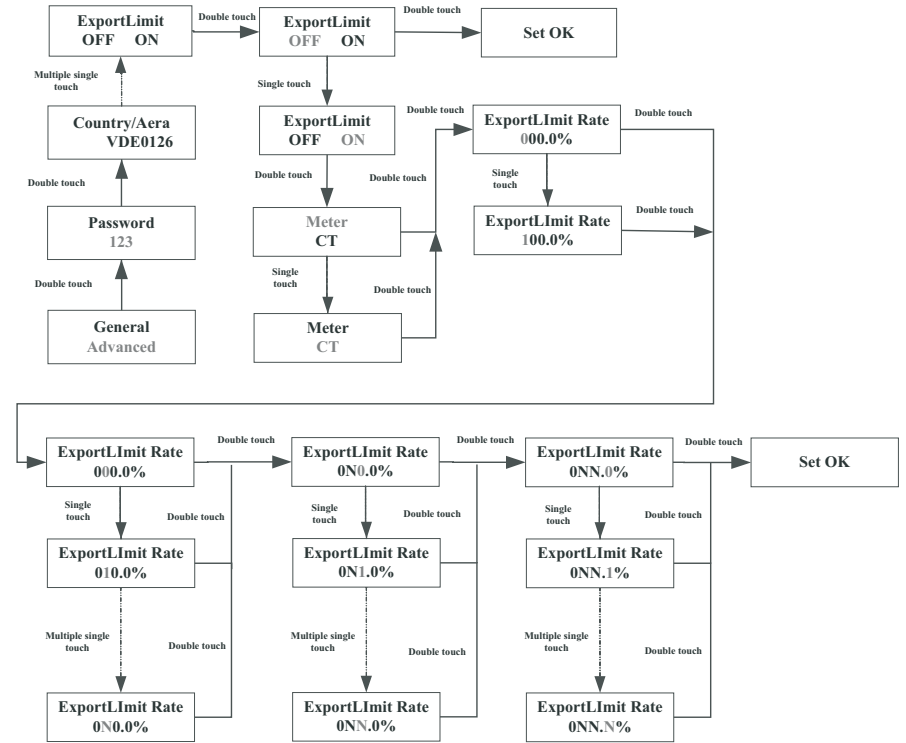 ExportLimit
OFF ON
Double touch
ExportLimit
OFF ON
Double touch
Set OK
Multiple single
touch
Single touch
Country/Aera
VDE0126
ExportLimit
OFF ON
Double touch
ExportLImit Rate
000.0%
Double touch
Double touch
Double touch
Double touch
Single
touch
Password
123
Meter
CT
ExportLImit Rate
100.0%
Double touch
Double touch
Single
touch
Double touch
General
Advanced
Meter
CT
ExportLImit Rate
000.0%
Double touch
ExportLImit Rate
0N0.0%
Double touch
ExportLImit Rate
0NN.0%
Double touch
Set OK
Single
touch
Double touch
Single
touch
Double touch
Single
touch
Double touch
ExportLImit Rate
010.0%
ExportLImit Rate
0N1.0%
ExportLImit Rate
0NN.1%
Multiple single
touch
Double touch
Multiple single
touch
Double touch
Multiple single
touch
Double touch
ExportLImit Rate
0N0.0%
ExportLImit Rate
0NN.0%
ExportLImit Rate
0NN.N%